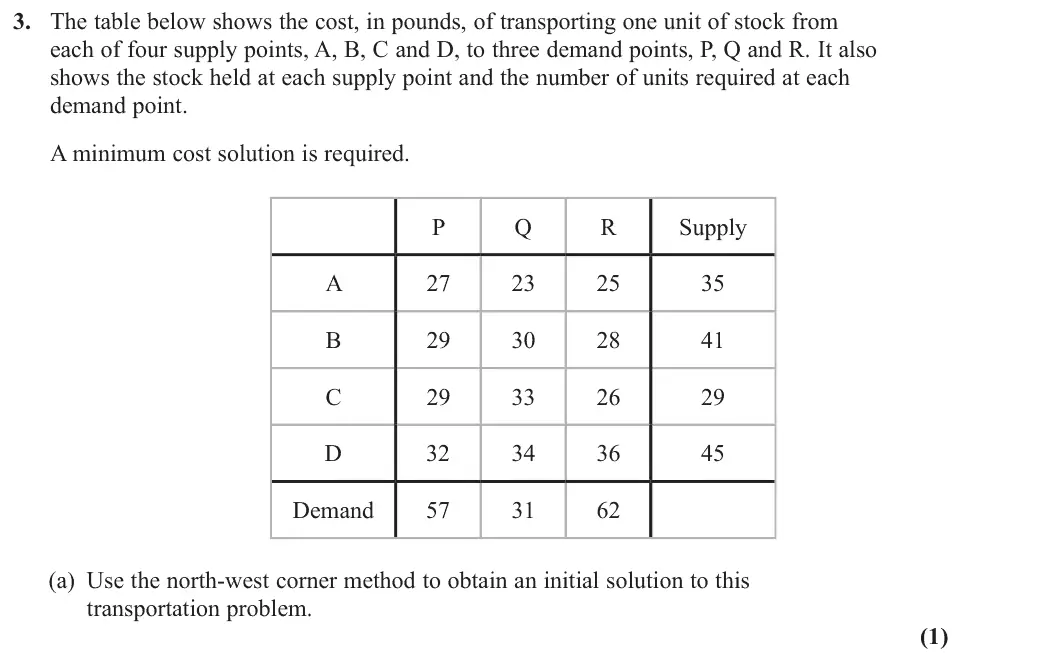 3. The table below shows the cost, in pounds, of transporting one unit of stock from
each of four supply points, A, B, C and D, to three demand points, P, Q and R. It also
shows the stock held at each supply point and the number of units required at each
demand point.
A minimum cost solution is required.
P Q R Supply
A 27 23 25 35
B 29 30 28 41
C 29 33 26 29
D 32 34 36 45
Demand 57 31 62
(a) Use the north-west corner method to obtain an initial solution to this
transportation problem.
(1)